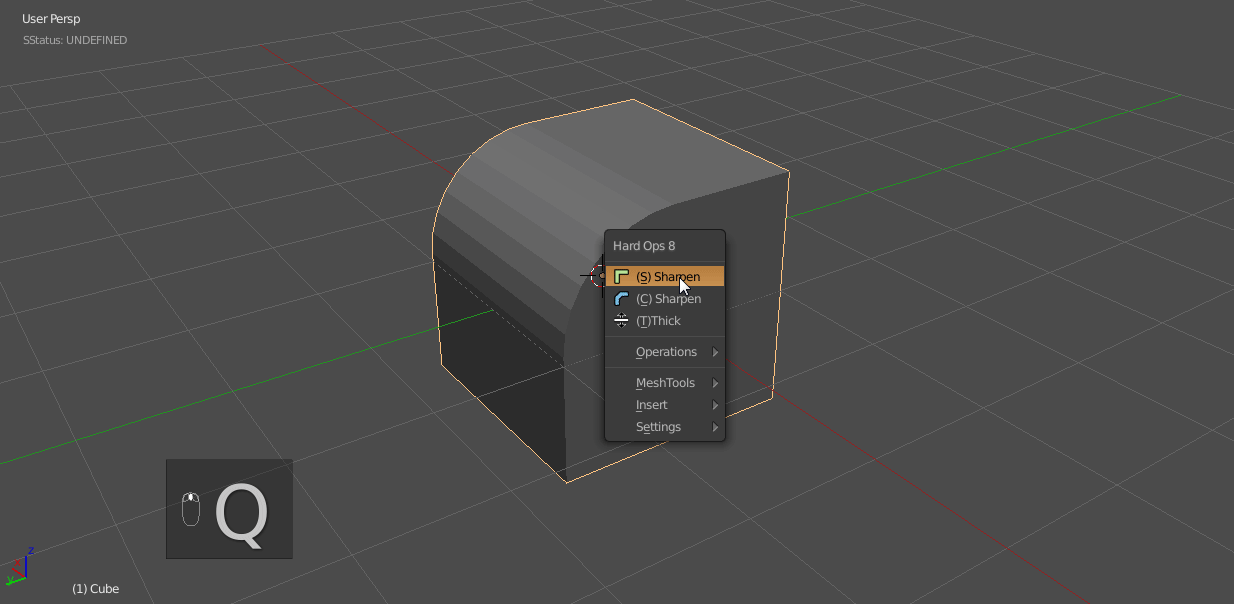 User Persp
SStatus: UNDEFINED
Hard Ops 8
(S) Sharpen
(C) Sharpen
(T)Thick
Operations
MeshTools
Insert
Settings
Q
z
y
(1) Cube